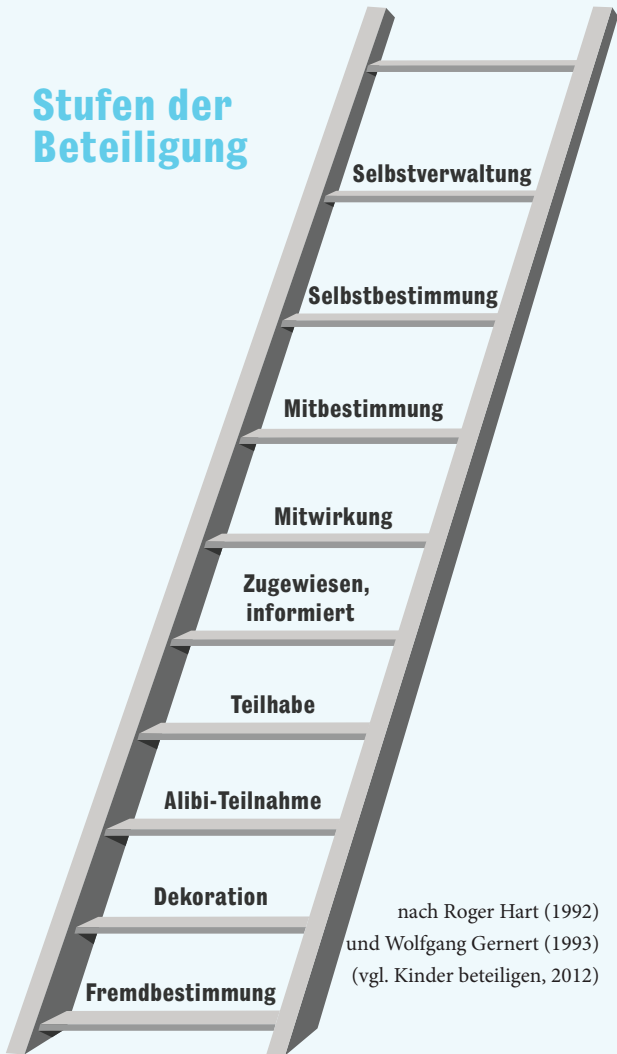 Stufen der
Beteiligung
Selbstverwaltung
Selbstbestimmung
Mitbestimmung
Mitwirkung
Zugewiesen,
informiert
Teilhabe
Alibi-Teilnahme
Dekoration
Fremdbestimmung
nach Roger Hart (1992)
und Wolfgang Gernert (1993)
(vgl. Kinder beteiligen, 2012)